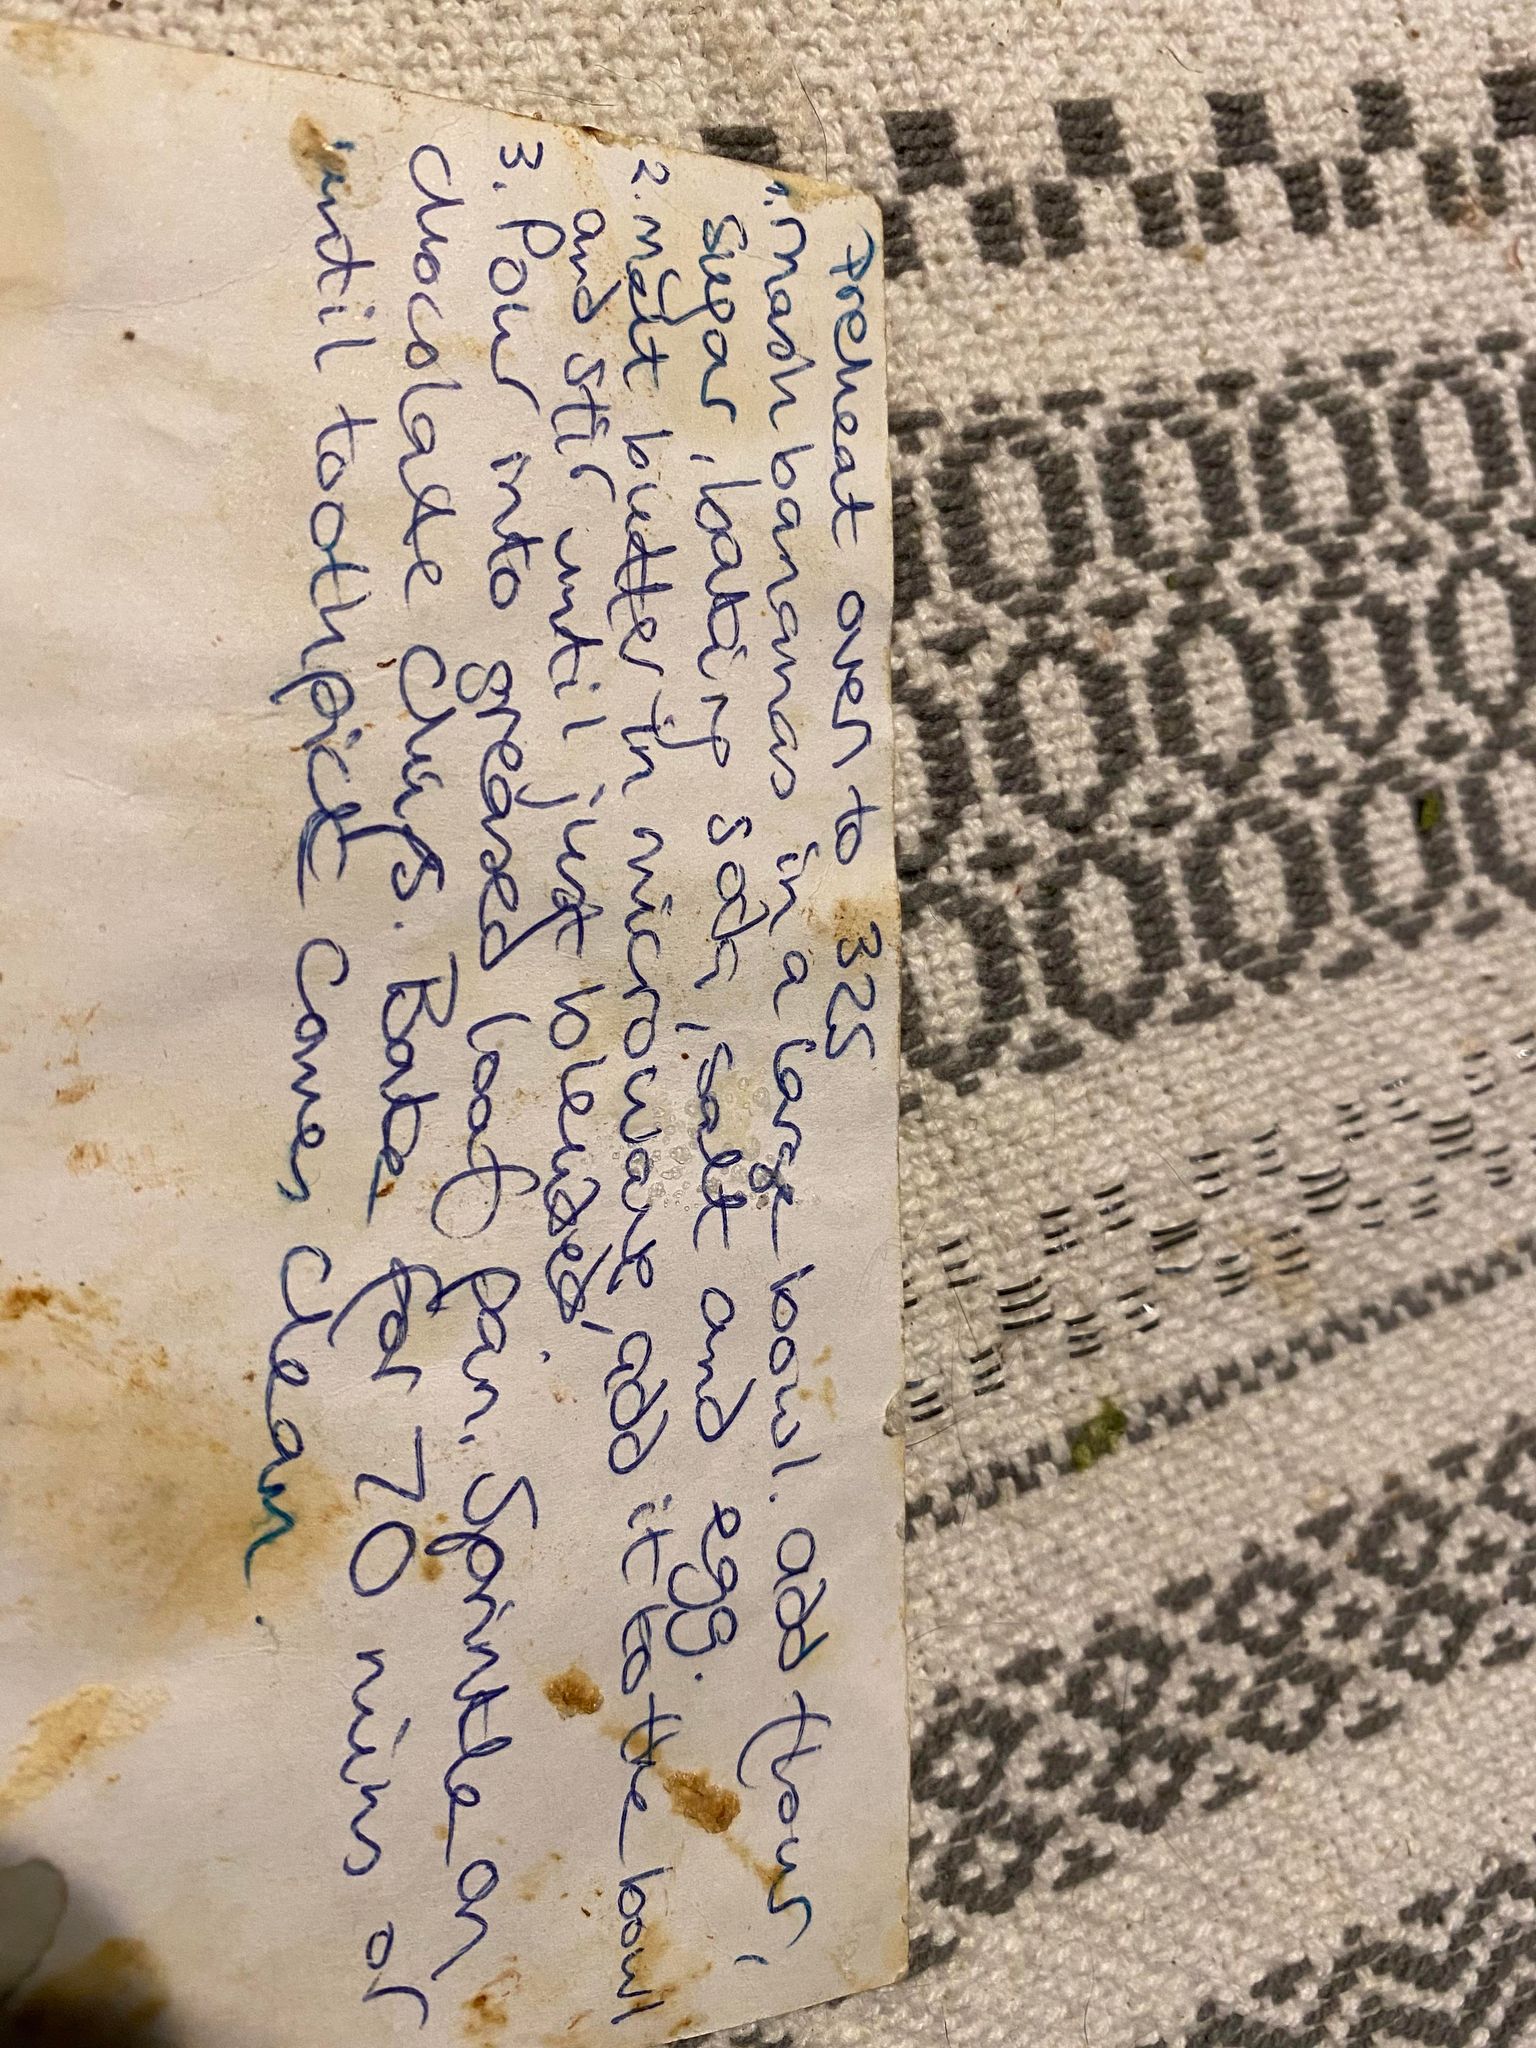 Preheat oven to 325
1. Mash bananas in a large bowl. add flour,
sugar, baking soda, salt and egg.
2. melt butter in microwave, add it to the bowl
and stir until just blended.
3. Pour into greased loaf pan. Sprinkle on
chocolate chips. Bake for 70 mins or
until toothpick comes clean.